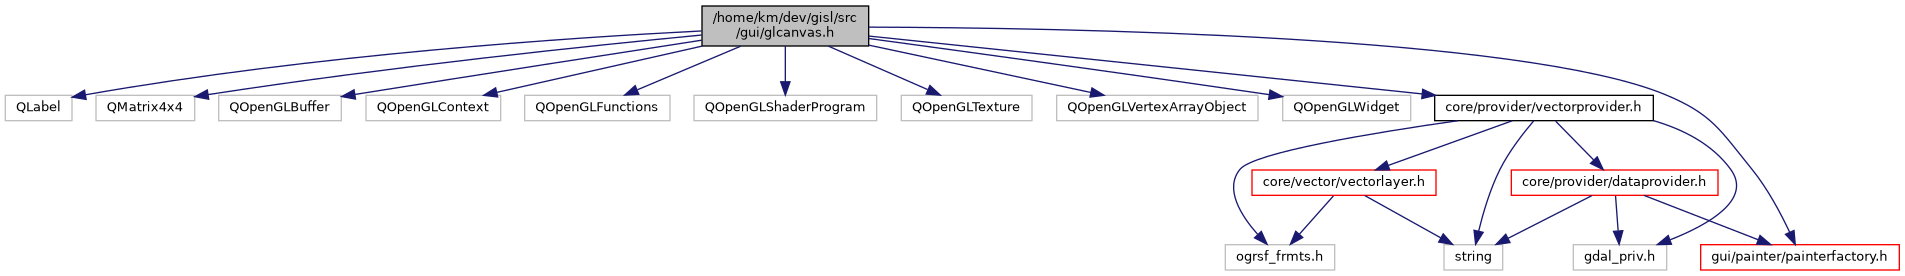 /home/km/dev/gisl/src
/gui/glcanvas.h
QLabel
QMatrix4x4
QOpenGLBuffer
QOpenGLContext
QOpenGLFunctions
QOpenGLShaderProgram
QOpenGLTexture
QOpenGLVertexArrayObject
QOpenGLWidget
core/provider/vectorprovider.h
core/vector/vectorlayer.h
core/provider/dataprovider.h
ogrsf_frmts.h
string
gdal_priv.h
gui/painter/painterfactory.h